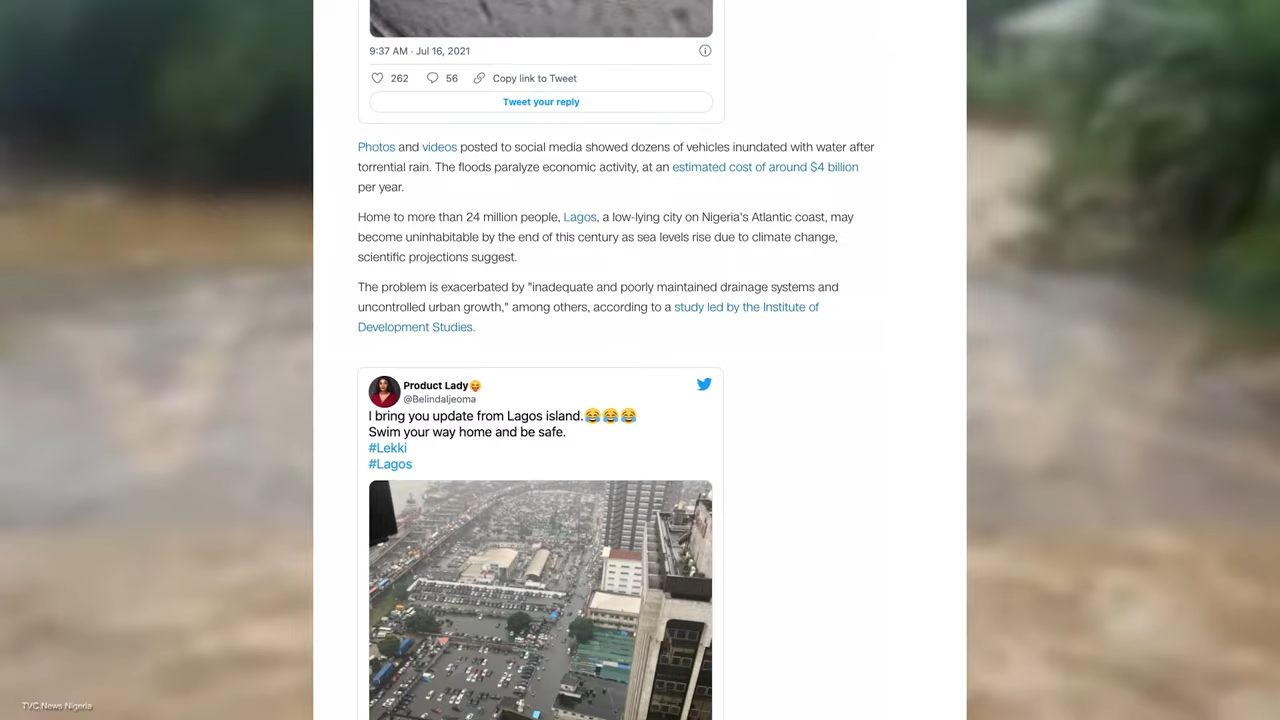 9:37 AM · Jul 16, 2021
262 56 Copy link to Tweet
Tweet your reply
Photos and videos posted to social media showed dozens of vehicles inundated with water after
torrential rain. The floods paralyze economic activity, at an estimated cost of around $4 billion
per year.
Home to more than 24 million people, Lagos, a low-lying city on Nigeria's Atlantic coast, may
become uninhabitable by the end of this century as sea levels rise due to climate change,
scientific projections suggest.
The problem is exacerbated by "inadequate and poorly maintained drainage systems and
uncontrolled urban growth," among others, according to a study led by the Institute of
Development Studies.
Product Lady😝
@Belindaljeoma
I bring you update from Lagos island.😂😂😂
Swim your way home and be safe.
#Lekki
#Lagos
TVC News Nigeria